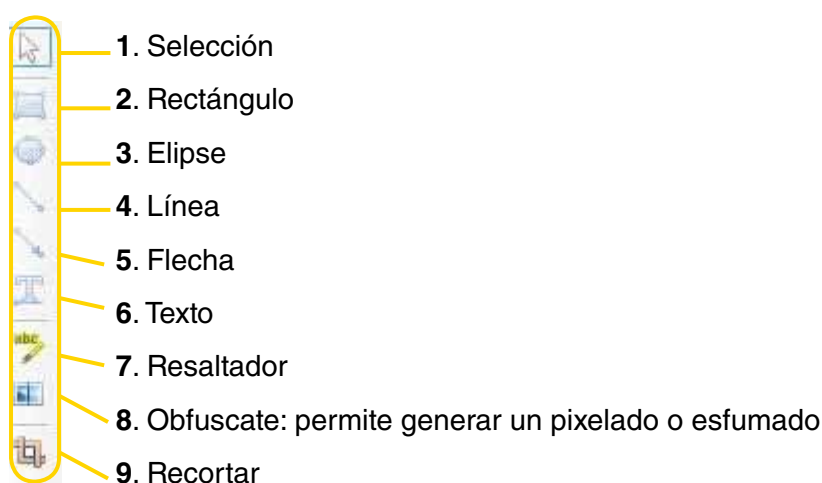 1. Selección
2. Rectángulo
3. Elipse
4. Línea
5. Flecha
6. Texto
abc
7. Resaltador
8. Obfuscate: permite generar un pixelado o esfumado
9. Recortar